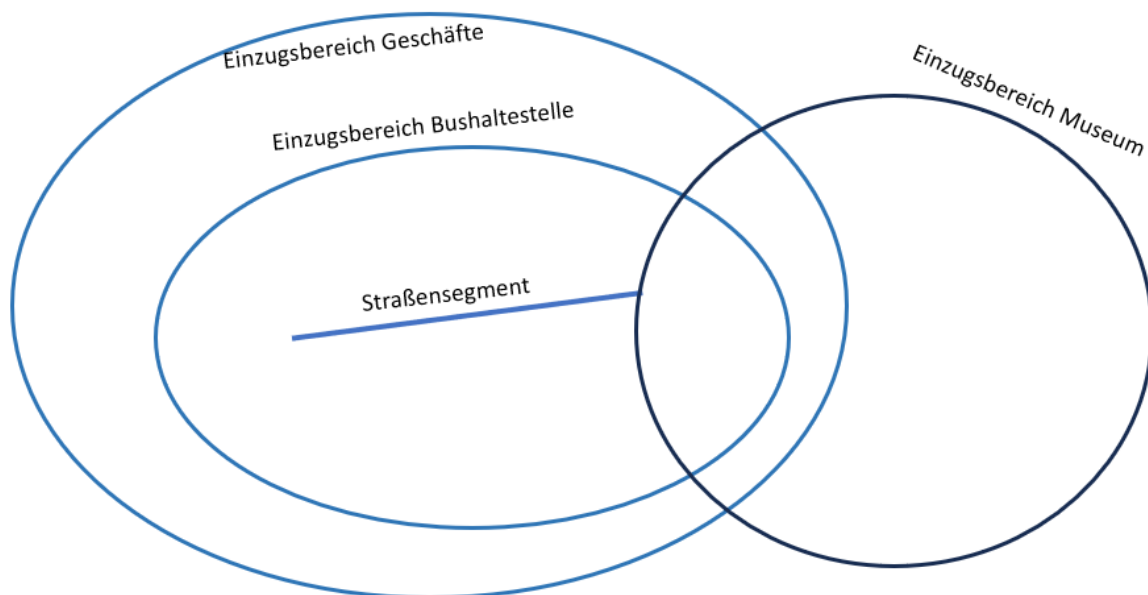 Einzugsbereich Geschäfte
Einzugsbereich Museum
Einzugsbereich Bushaltestelle
Straßensegment